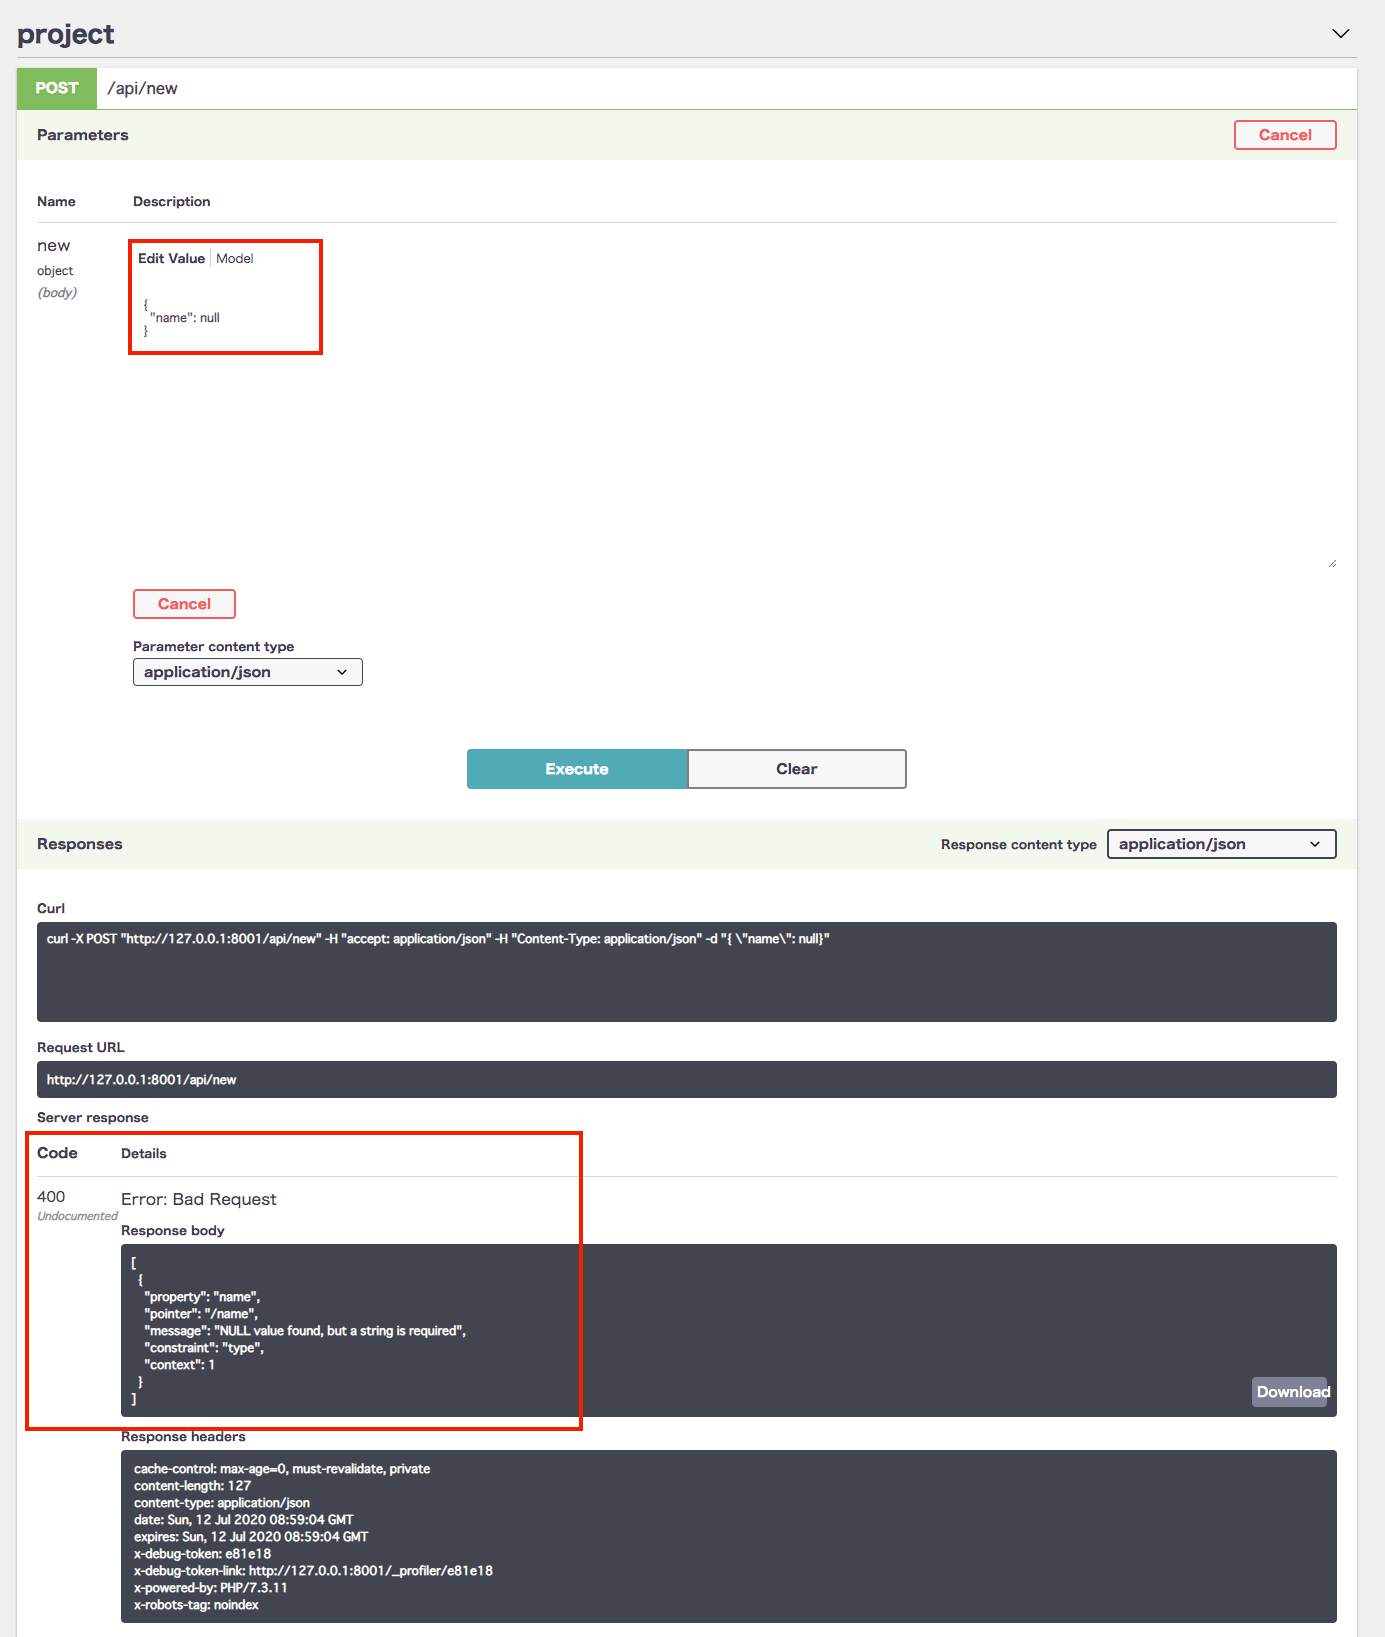 project
POST /api/new
Parameters Cancel
Name Description
new
object
(body)
Edit Value Model
{
"name": null
}
Cancel
Parameter content type
application/json
Execute Clear
Responses Response content type application/json
Curl
curl -X POST "http://127.0.0.1:8001/api/new" -H "accept: application/json" -H "Content-Type: application/json" -d "{ \"name\": null}"
Request URL
http://127.0.0.1:8001/api/new
Server response
Code Details
400 Error: Bad Request
Undocumented
Response body
[
{
"property": "name",
"pointer": "/name",
"message": "NULL value found, but a string is required",
"constraint": "type",
"context": 1
}
]
Download
Response headers
cache-control: max-age=0, must-revalidate, private
content-length: 127
content-type: application/json
date: Sun, 12 Jul 2020 08:59:04 GMT
expires: Sun, 12 Jul 2020 08:59:04 GMT
x-debug-token: e81e18
x-debug-token-link: http://127.0.0.1:8001/_profiler/e81e18
x-powered-by: PHP/7.3.11
x-robots-tag: noindex